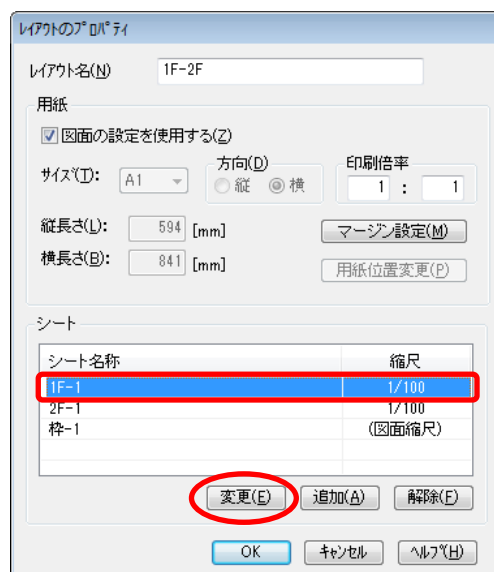 レイアウトのプロパティ
レイアウト名(N) 1F-2F
用紙
図面の設定を使用する(Z)
サイズ(T): A1
方向(D)
縦 横
印刷倍率
1 : 1
縦長さ(L): 594 [mm]
横長さ(B): 841 [mm]
マージン設定(M)
用紙位置変更(P)
シート
シート名称 縮尺
1F-1 1/100
2F-1 1/100
枠-1 (図面縮尺)
変更(E) 追加(A) 解除(F)
OK キャンセル ヘルプ(H)